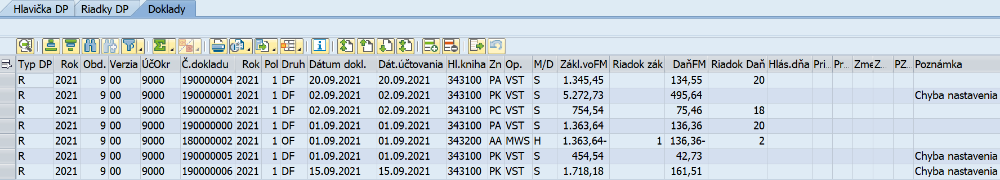 Hlavička DP Riadky DP Doklady
Typ DP Rok Obd. Verzia ÚčOkr Č.dokladu Rok Pol Druh Dátum dokl. Dát.účtovania Hl.kniha Zn Op. M/D Zákl.voFM Riadok zák DaňFM Riadok Daň Hlás.dňa Pri... Pr... Zme Z... PZ... Poznámka
R 2021 9 00 9000 190000004 2021 1 DF 20.09.2021 20.09.2021 343100 PA VST S 1.345,45 134,55 20
R 2021 9 00 9000 190000001 2021 1 DF 02.09.2021 02.09.2021 343100 PK VST S 5.272,73 495,64 Chyba nastavenia
R 2021 9 00 9000 190000002 2021 1 DF 02.09.2021 02.09.2021 343100 PC VST S 754,54 75,46 18
R 2021 9 00 9000 190000000 2021 1 DF 01.09.2021 01.09.2021 343100 PA VST S 1.363,64 136,36 20
R 2021 9 00 9000 180000002 2021 1 OF 01.09.2021 01.09.2021 343200 AA MWS H 1.363,64- 1 136,36- 2
R 2021 9 00 9000 190000005 2021 1 DF 01.09.2021 01.09.2021 343100 PK VST S 454,54 42,73 Chyba nastavenia
R 2021 9 00 9000 190000006 2021 1 DF 15.09.2021 15.09.2021 343100 PK VST S 1.718,18 161,51 Chyba nastavenia